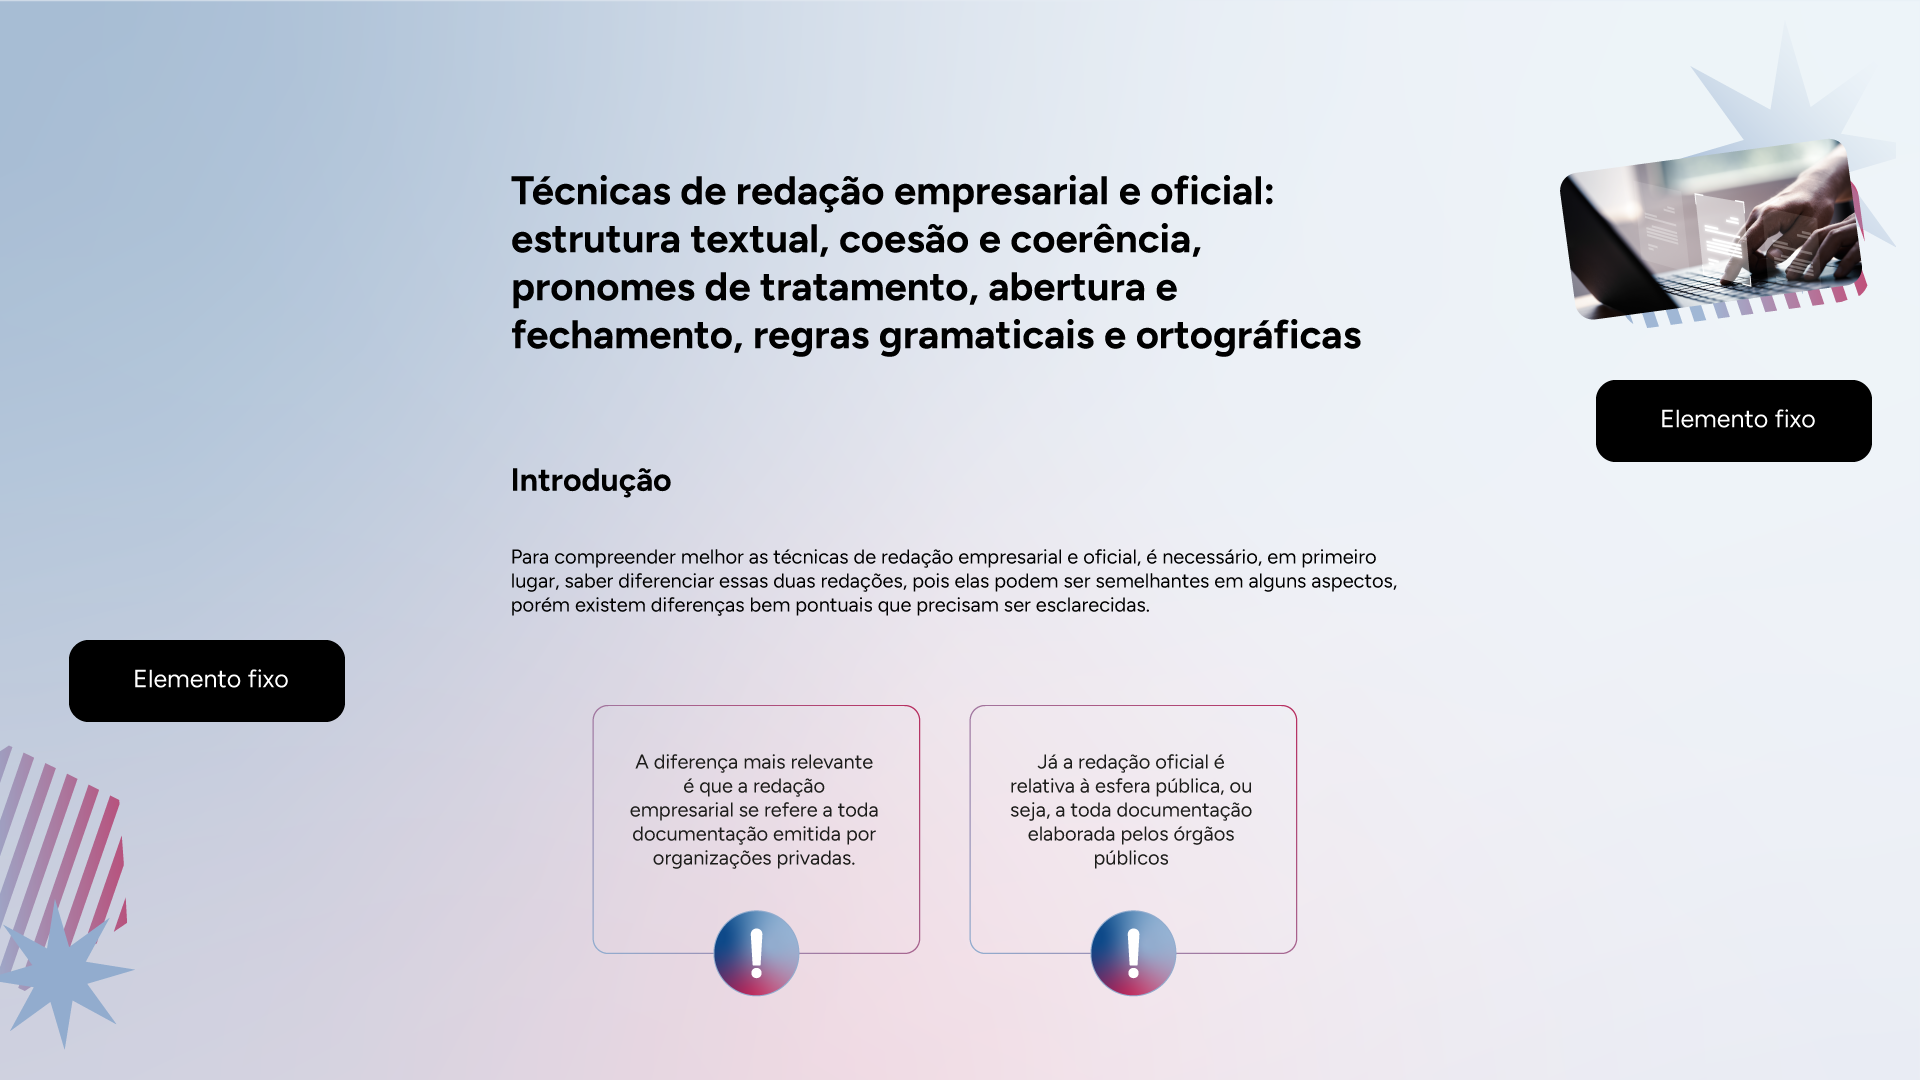 Técnicas de redação empresarial e oficial:
estrutura textual, coesão e coerência,
pronomes de tratamento, abertura e
fechamento, regras gramaticais e ortográficas
Elemento fixo
Introdução
Para compreender melhor as técnicas de redação empresarial e oficial, é necessário, em primeiro
lugar, saber diferenciar essas duas redações, pois elas podem ser semelhantes em alguns aspectos,
porém existem diferenças bem pontuais que precisam ser esclarecidas.
Elemento fixo
A diferença mais relevante
é que a redação
empresarial se refere a toda
documentação emitida por
organizações privadas.
Já a redação oficial é
relativa à esfera pública, ou
seja, a toda documentação
elaborada pelos órgãos
públicos